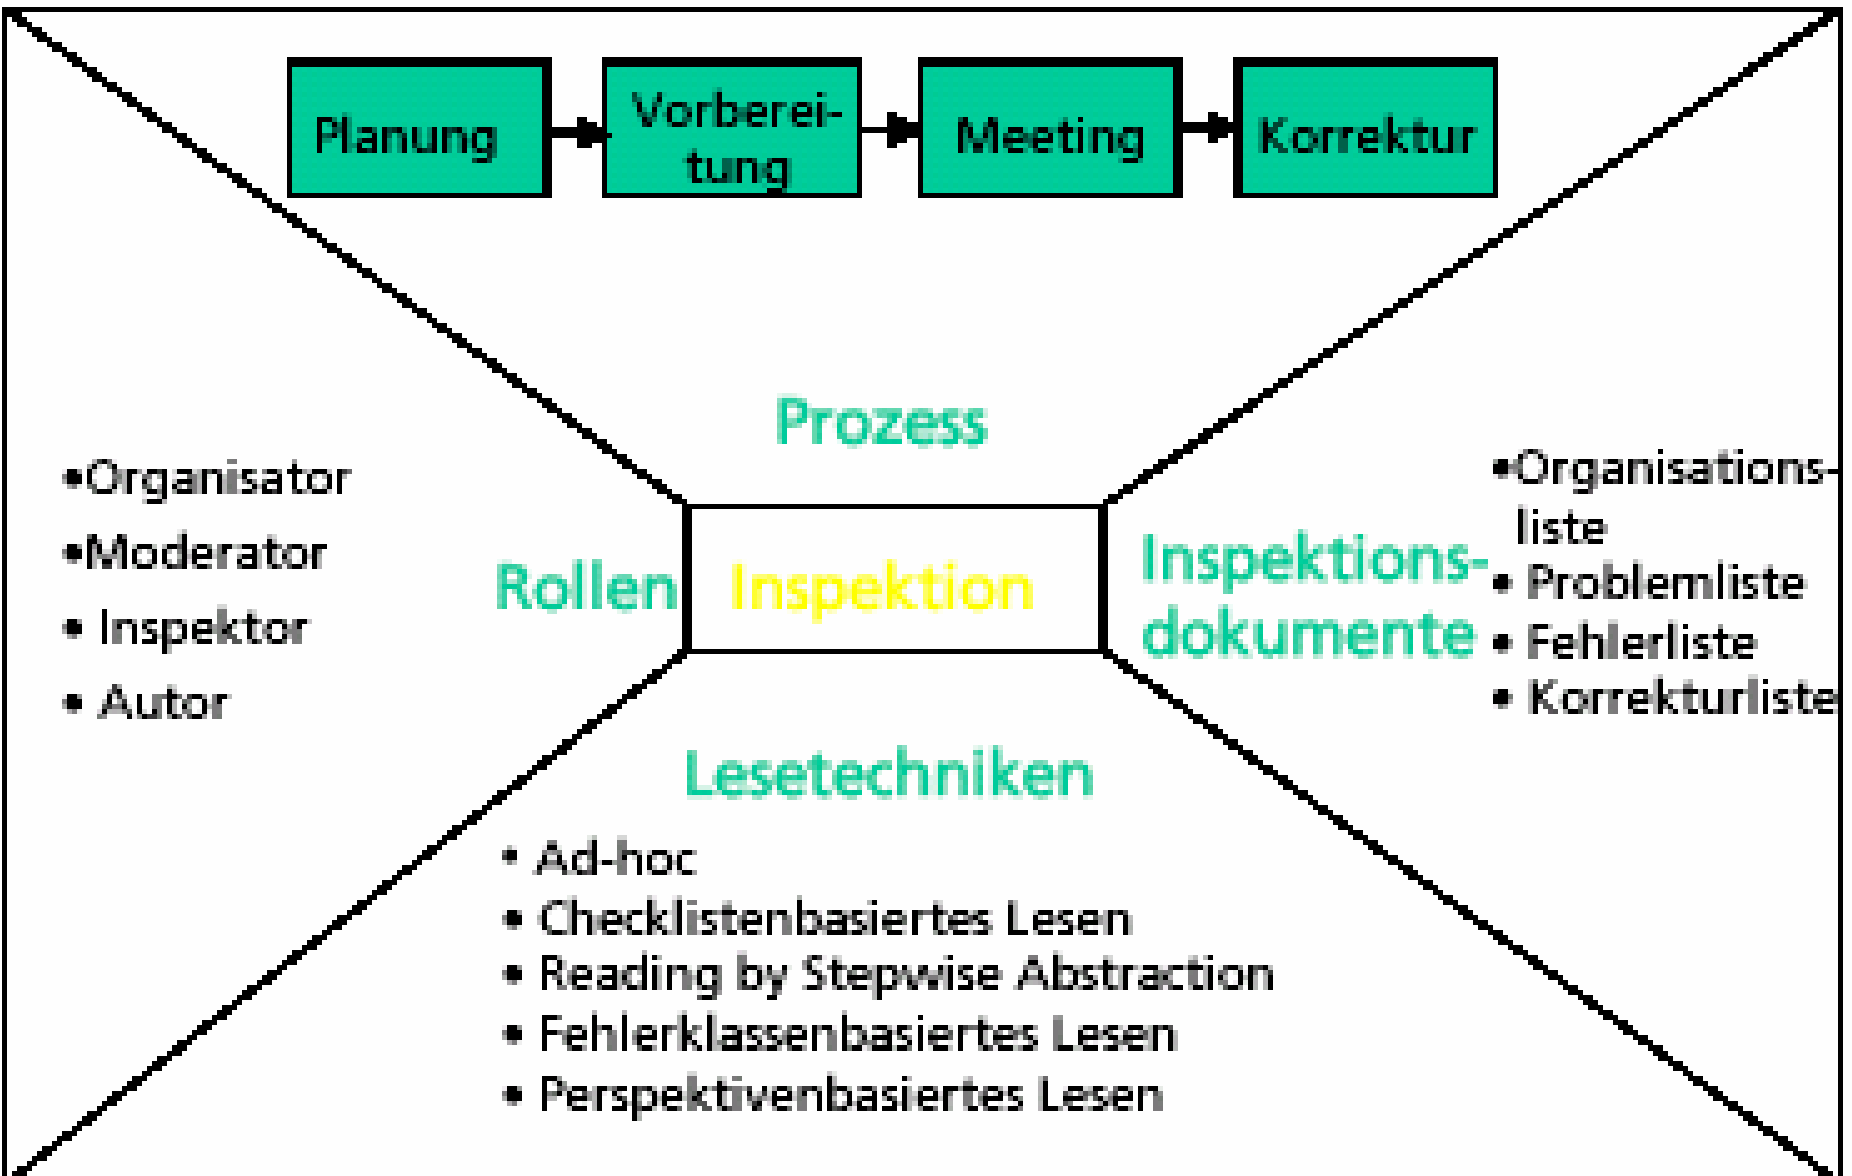 Planung
Vorberei-
tung
Meeting
Korrektur
Prozess
•Organisator
•Moderator
• Inspektor
• Autor
Rollen
Inspektion
Inspektions-
dokumente
•Organisations-
liste
• Problemliste
• Fehlerliste
• Korrekturliste
Lesetechniken
• Ad-hoc
• Checklistenbasiertes Lesen
• Reading by Stepwise Abstraction
• Fehlerklassenbasiertes Lesen
• Perspektivenbasiertes Lesen